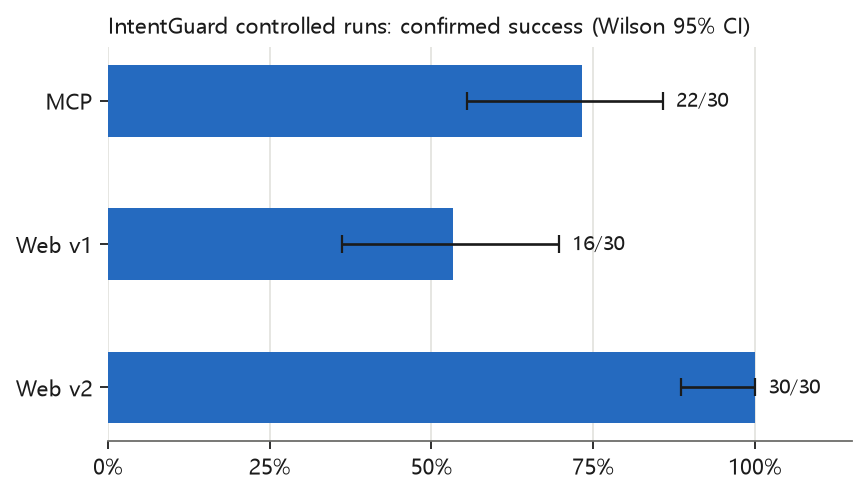 IntentGuard controlled runs: confirmed success (Wilson 95% CI)
MCP
22/30
Web v1
16/30
Web v2
30/30
0% 25% 50% 75% 100%